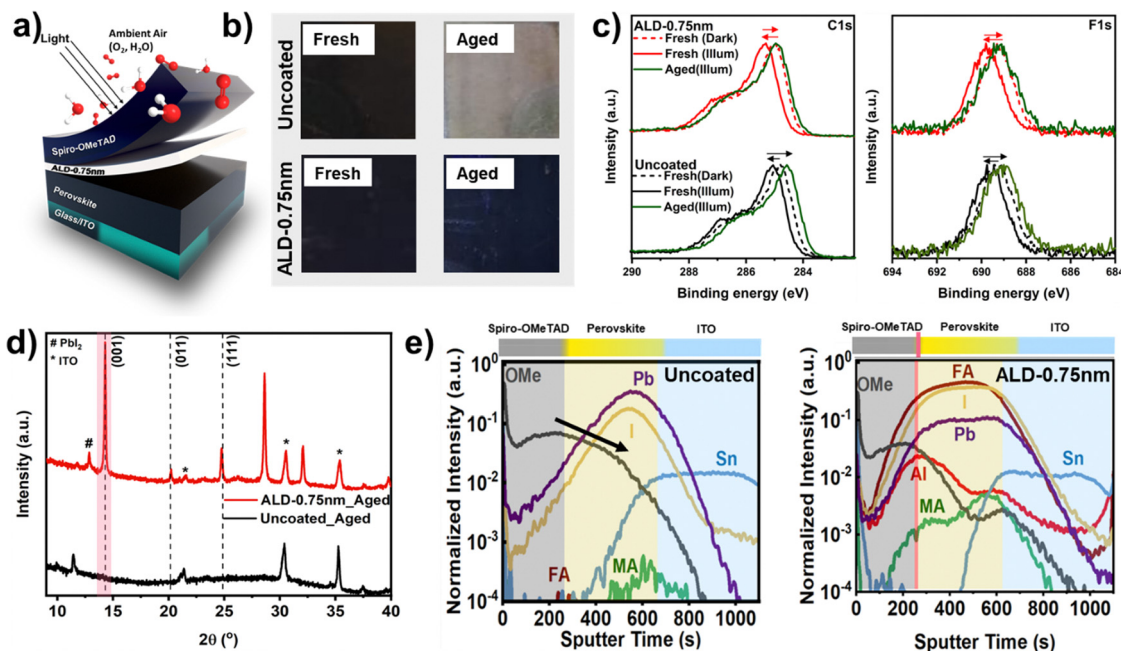 a)
Light
Ambient Air
(O2, H2O)
Spiro-OMeTAD
ALD-0.75nm
Perovskite
Glass/ITO
b)
Uncoated
Fresh
Aged
ALD-0.75nm
Fresh
Aged
c)
ALD-0.75nm
C1s
Fresh (Dark)
Fresh (Illum)
Aged(Illum)
Uncoated
Fresh(Dark)
Fresh(Illum)
Aged(Illum)
Intensity (a.u.)
290 288 286 284 282
Binding energy (eV)
F1s
Intensity (a.u.)
694 692 690 688 686 684
Binding energy (eV)
d)
# PbI2
* ITO
(001)
(011)
(111)
#
*
*
*
ALD-0.75nm_Aged
Uncoated_Aged
Intensity (a.u.)
10 15 20 25 30 35 40
2θ (°)
e)
Spiro-OMeTAD Perovskite ITO
Uncoated
OMe
Pb
I
Sn
FA
MA
Normalized Intensity (a.u.)
10^0
10^-1
10^-2
10^-3
10^-4
0 200 400 600 800 1000
Sputter Time (s)
Spiro-OMeTAD Perovskite ITO
ALD-0.75nm
OMe
FA
I
Pb
Sn
Al
MA
Normalized Intensity (a.u.)
10^0
10^-1
10^-2
10^-3
10^-4
0 200 400 600 800 1000
Sputter Time (s)